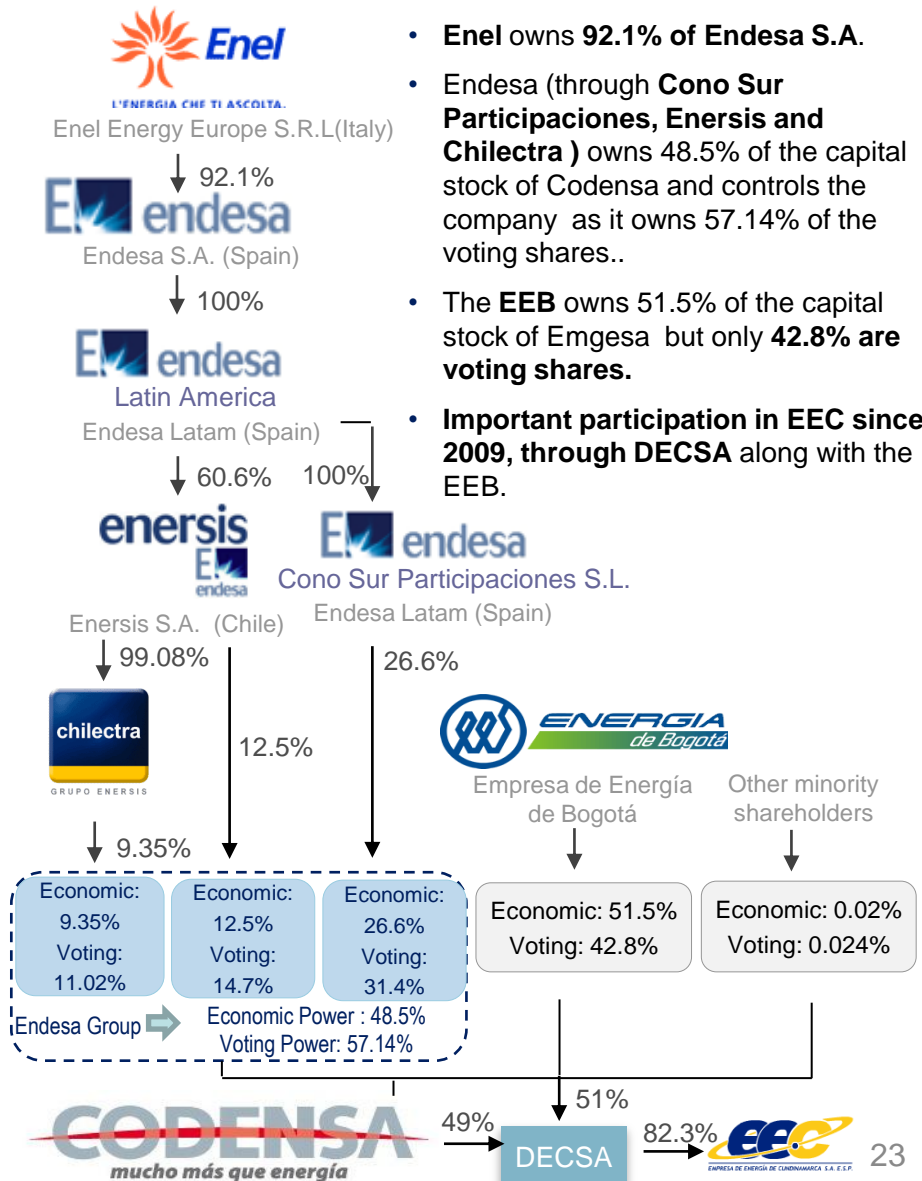 Enel
L'ENERGIA CHE TI ASCOLTA.
Enel Energy Europe S.R.L(Italy)
92.1%
endesa
Endesa S.A. (Spain)
100%
endesa
Latin America
Endesa Latam (Spain)
60.6%
100%
enersis
endesa
Enersis S.A. (Chile)
endesa
Cono Sur Participaciones S.L.
Endesa Latam (Spain)
• Enel owns 92.1% of Endesa S.A.
• Endesa (through Cono Sur
Participaciones, Enersis and
Chilectra ) owns 48.5% of the capital
stock of Codensa and controls the
company as it owns 57.14% of the
voting shares..
• The EEB owns 51.5% of the capital
stock of Emgesa but only 42.8% are
voting shares.
• Important participation in EEC since
2009, through DECSA along with the
EEB.
99.08%
12.5%
26.6%
chilectra
GRUPO ENERSIS
9.35%
ENERGIA
de Bogotá
Empresa de Energía
de Bogotá
Other minority
shareholders
Economic:
9.35%
Voting:
11.02%
Economic:
12.5%
Voting:
14.7%
Economic:
26.6%
Voting:
31.4%
Economic: 51.5%
Voting: 42.8%
Economic: 0.02%
Voting: 0.024%
Endesa Group
Economic Power : 48.5%
Voting Power: 57.14%
CODENSA
mucho más que energía
49%
51%
DECSA
82.3%
eec
EMPRESA DE ENERGÍA DE CUNDINAMARCA S.A. E.S.P.
23